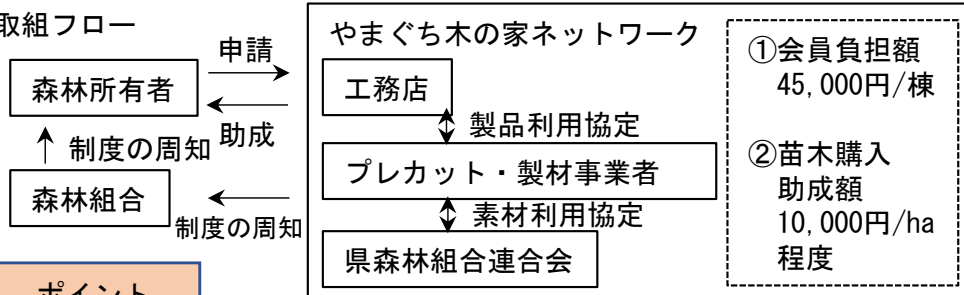 取組フロー
森林所有者
申請
助成
制度の周知
森林組合
制度の周知
やまぐち木の家ネットワーク
工務店
製品利用協定
プレカット・製材事業者
素材利用協定
県森林組合連合会
①会員負担額
45,000円/棟
②苗木購入
助成額
10,000円/ha
程度
ポイント